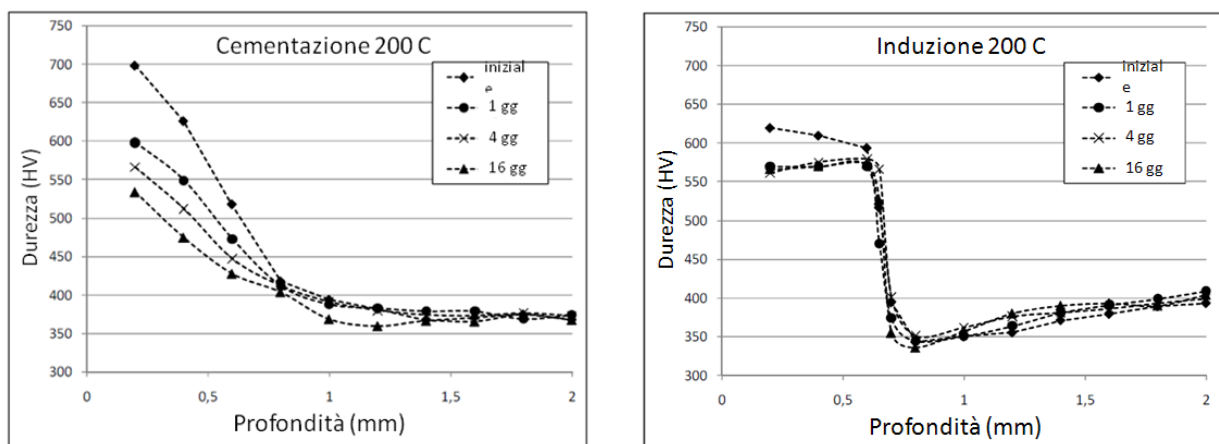 Cementazione 200 C
750
700
650
600
550
500
450
400
350
300
Durezza (HV)
inizial
e
1 gg
4 gg
16 gg
0
0,5
1
1,5
2
Profondità (mm)
Induzione 200 C
750
700
650
600
550
500
450
400
350
300
Durezza (HV)
inizial
e
1 gg
4 gg
16 gg
0
0,5
1
1,5
2
Profondità (mm)